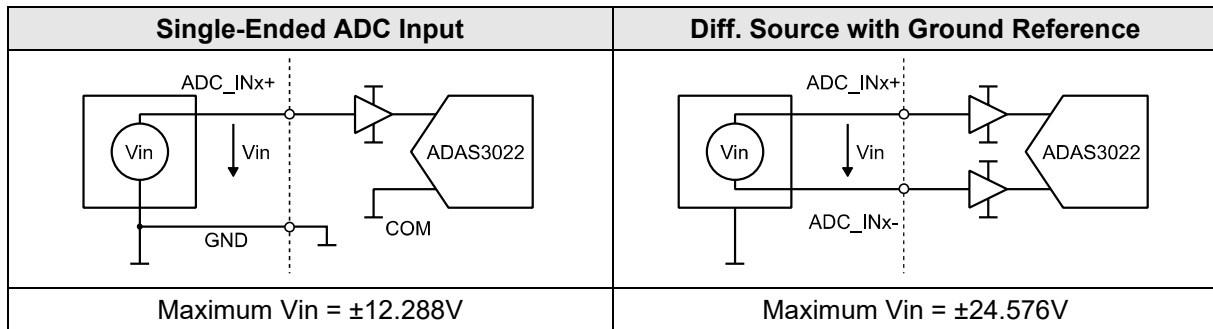 Single-Ended ADC Input
Diff. Source with Ground Reference
ADC_INx+
Vin
Vin
ADAS3022
COM
GND
ADC_INx+
Vin
Vin
ADAS3022
ADC_INx-
Maximum Vin = ±12.288V
Maximum Vin = ±24.576V